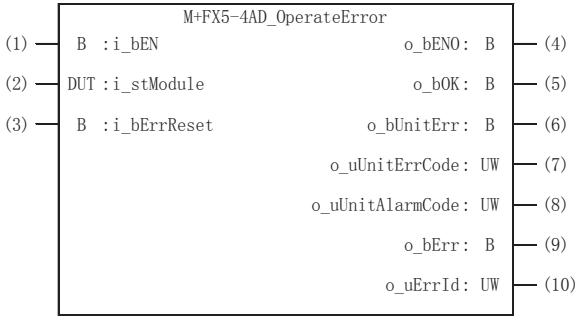 M+FX5-4AD_OperateError
(1) B :i_bEN o_bENO: B (4)
(2) DUT :i_stModule o_bOK: B (5)
(3) B :i_bErrReset o_bUnitErr: B (6)
o_uUnitErrCode: UW (7)
o_uUnitAlarmCode: UW (8)
o_bErr: B (9)
o_uErrId: UW (10)